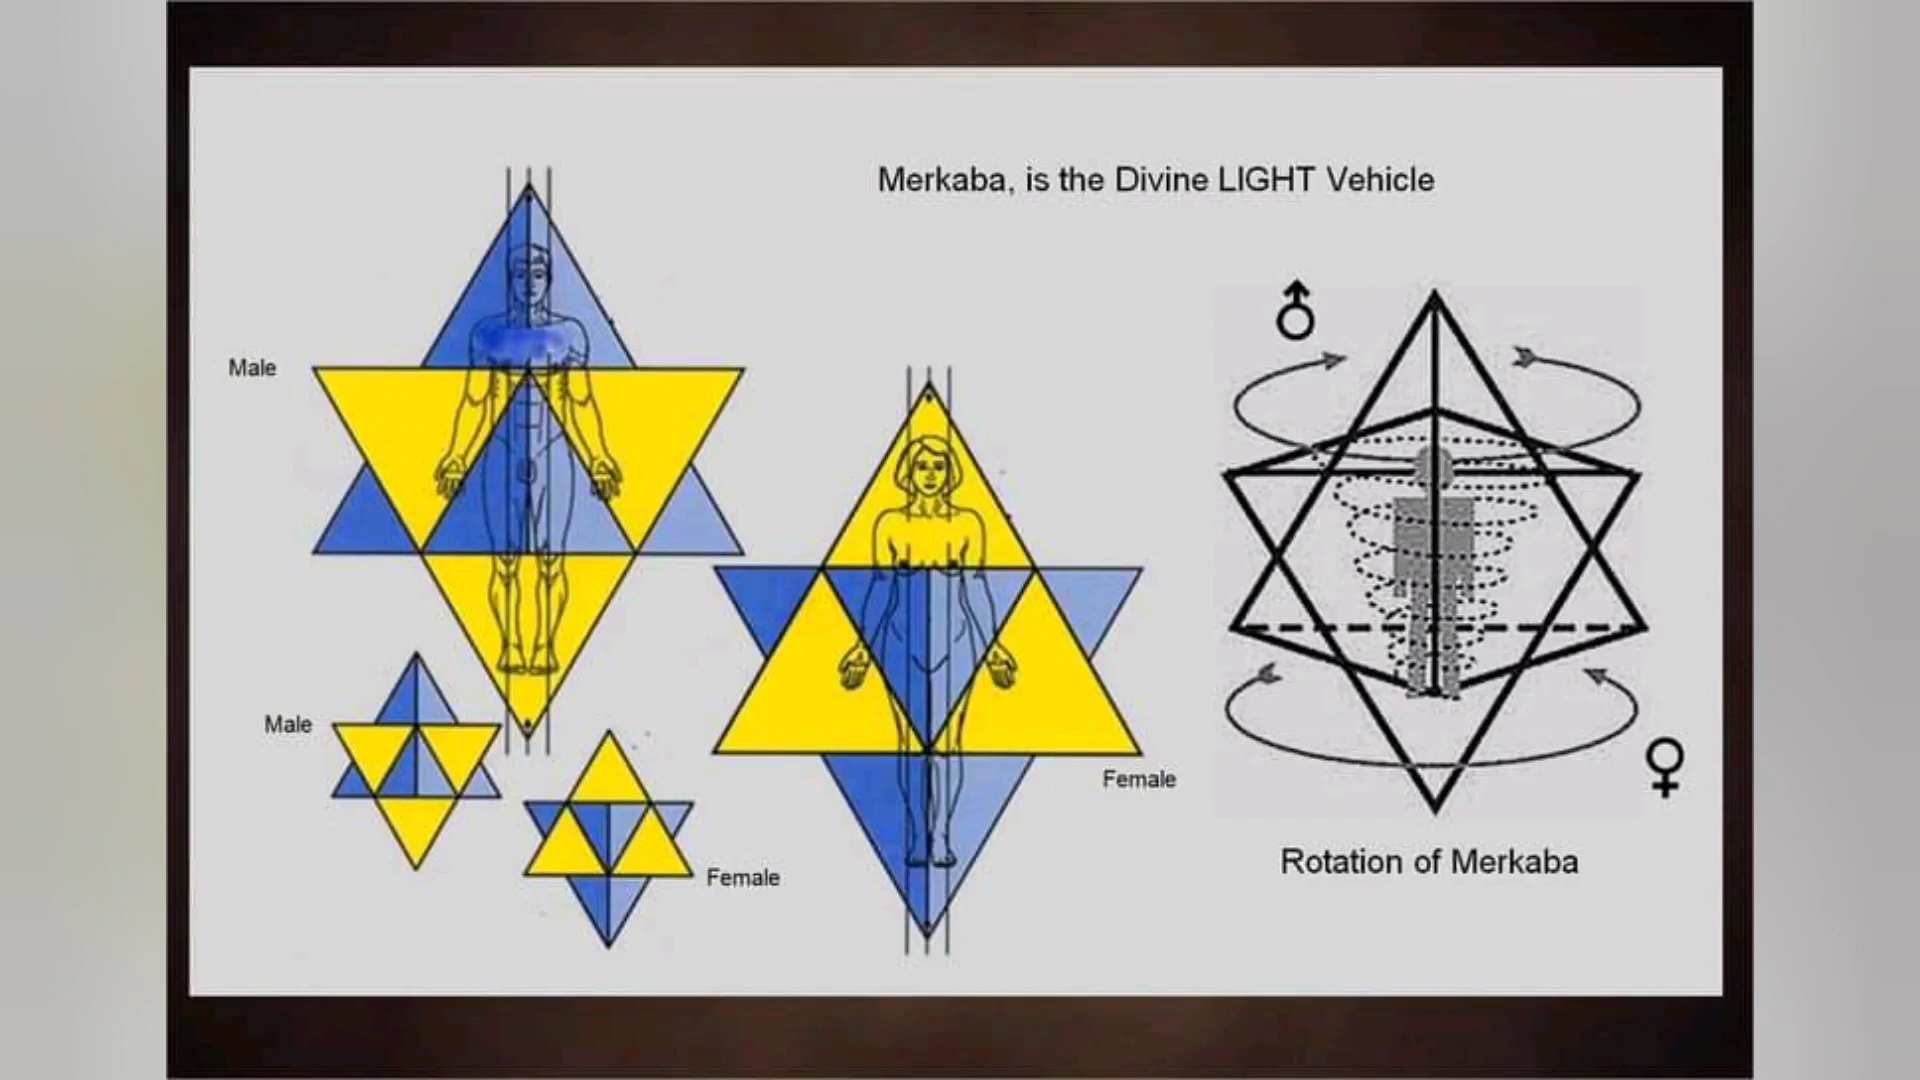 Merkaba, is the Divine LIGHT Vehicle
Male
Male
Female
Female
Rotation of Merkaba